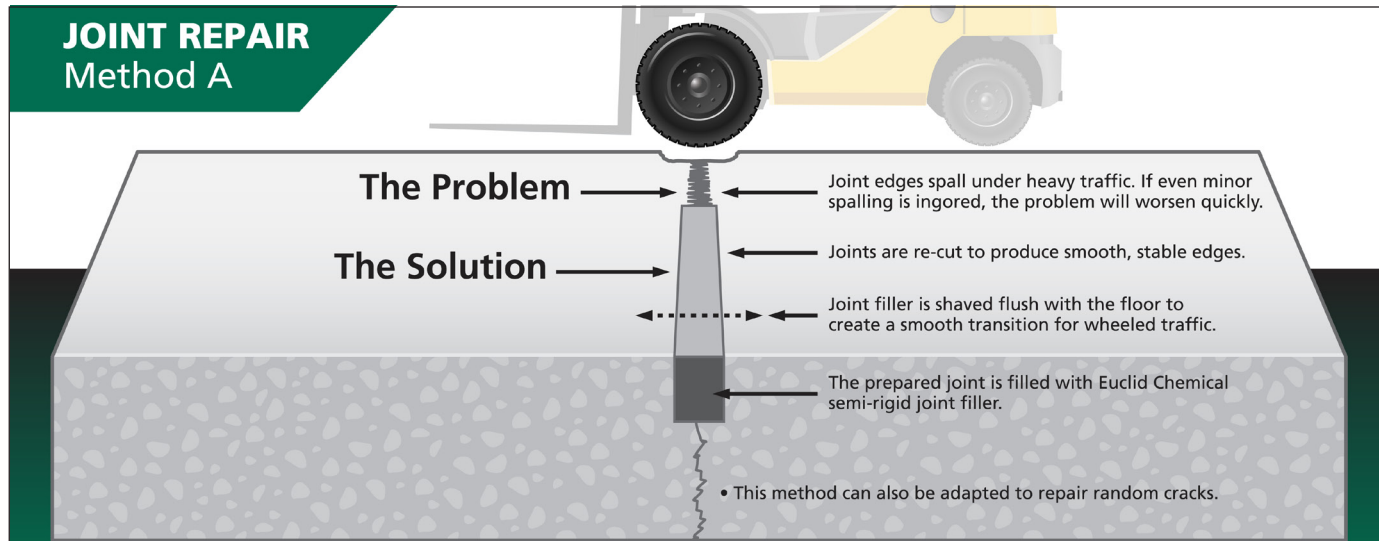 JOINT REPAIR
Method A
The Problem
Joint edges spall under heavy traffic. If even minor
spalling is ingored, the problem will worsen quickly.
The Solution
Joints are re-cut to produce smooth, stable edges.
Joint filler is shaved flush with the floor to
create a smooth transition for wheeled traffic.
The prepared joint is filled with Euclid Chemical
semi-rigid joint filler.
• This method can also be adapted to repair random cracks.